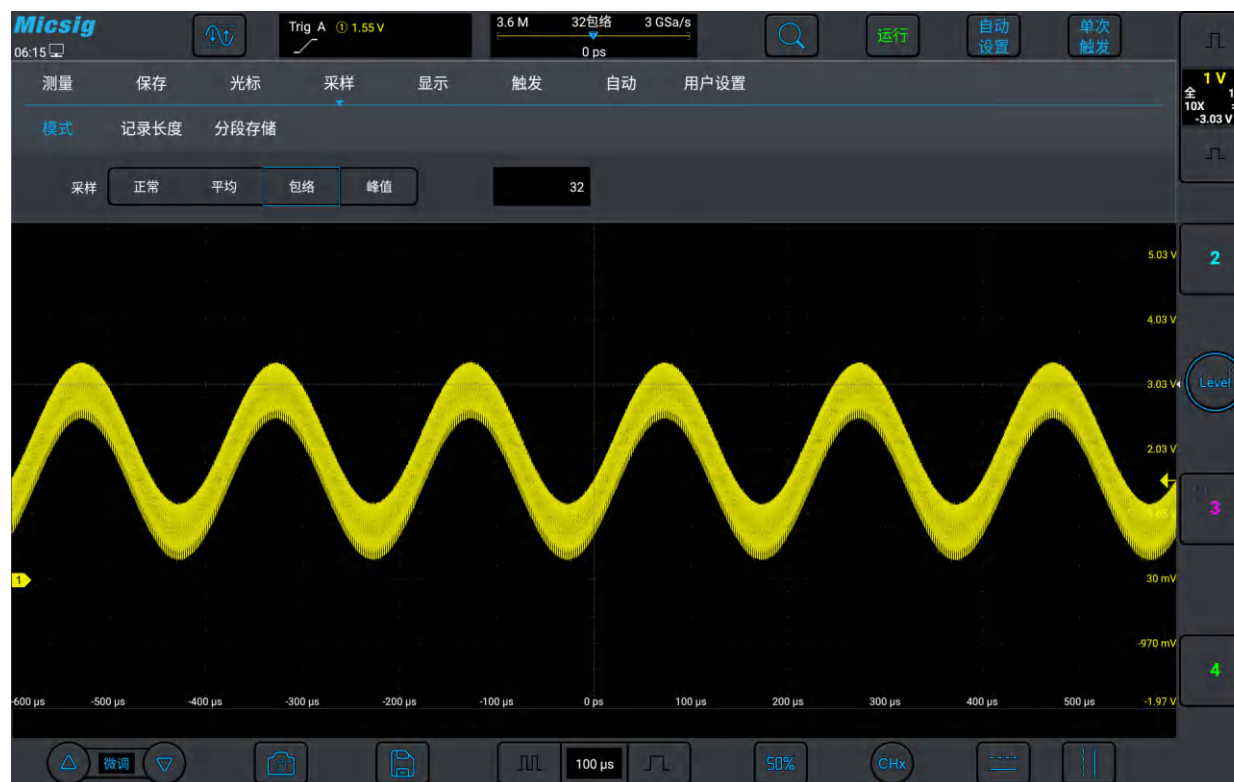 Micsig
06:15
Trig A ① 1.55 V
3.6 M 32包络 3 GSa/s
0 ps
运行
自动
设置
单次
触发
测量 保存 光标 采样 显示 触发 自动 用户设置
模式 记录长度 分段存储
采样 正常 平均 包络 峰值 32
1 V
全 1
10X
-3.03 V
2
Level
3
4
5.03 V
4.03 V
3.03 V
2.03 V
30 mV
-970 mV
-1.97 V
1
-600 µs -500 µs -400 µs -300 µs -200 µs -100 µs 0 ps 100 µs 200 µs 300 µs 400 µs 500 µs
微调 100 µs 50% CHx